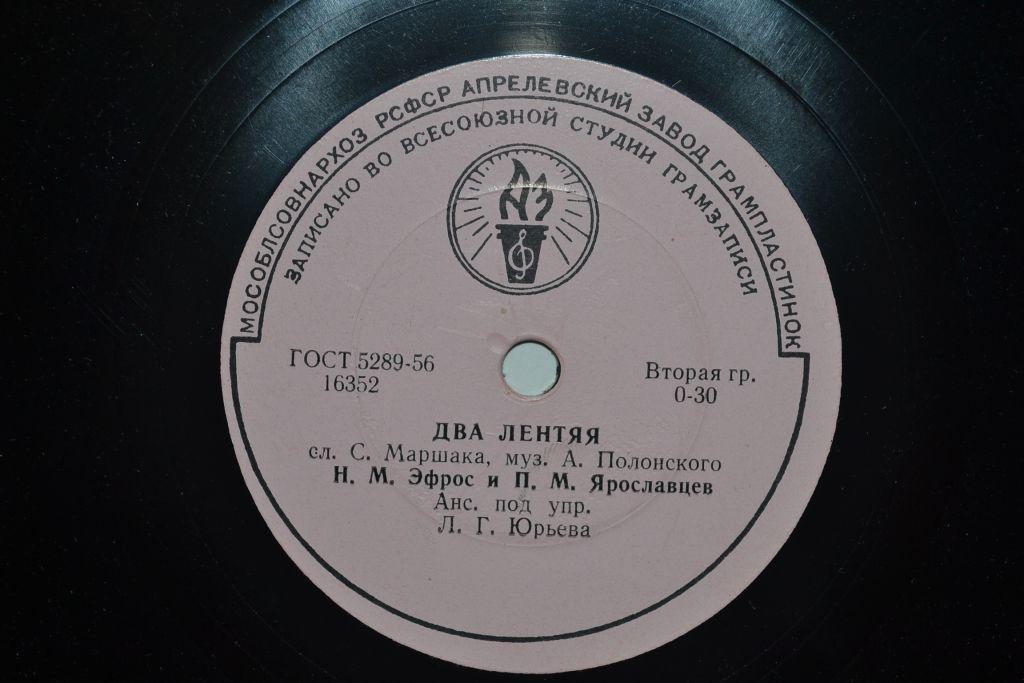 МОСОБЛСОВНАРХОЗ РСФСР АПРЕЛЕВСКИЙ ЗАВОД ГРАМПЛАСТИНОК
ЗАПИСАНО ВО ВСЕСОЮЗНОЙ СТУДИИ ГРАМЗАПИСИ
АЗ
ГОСТ 5289-56
16352
Вторая гр.
0-30
ДВА ЛЕНТЯЯ
сл. С. Маршака, муз. А. Полонского
Н. М. Эфрос и П. М. Ярославцев
Анс. под упр.
Л. Г. Юрьева